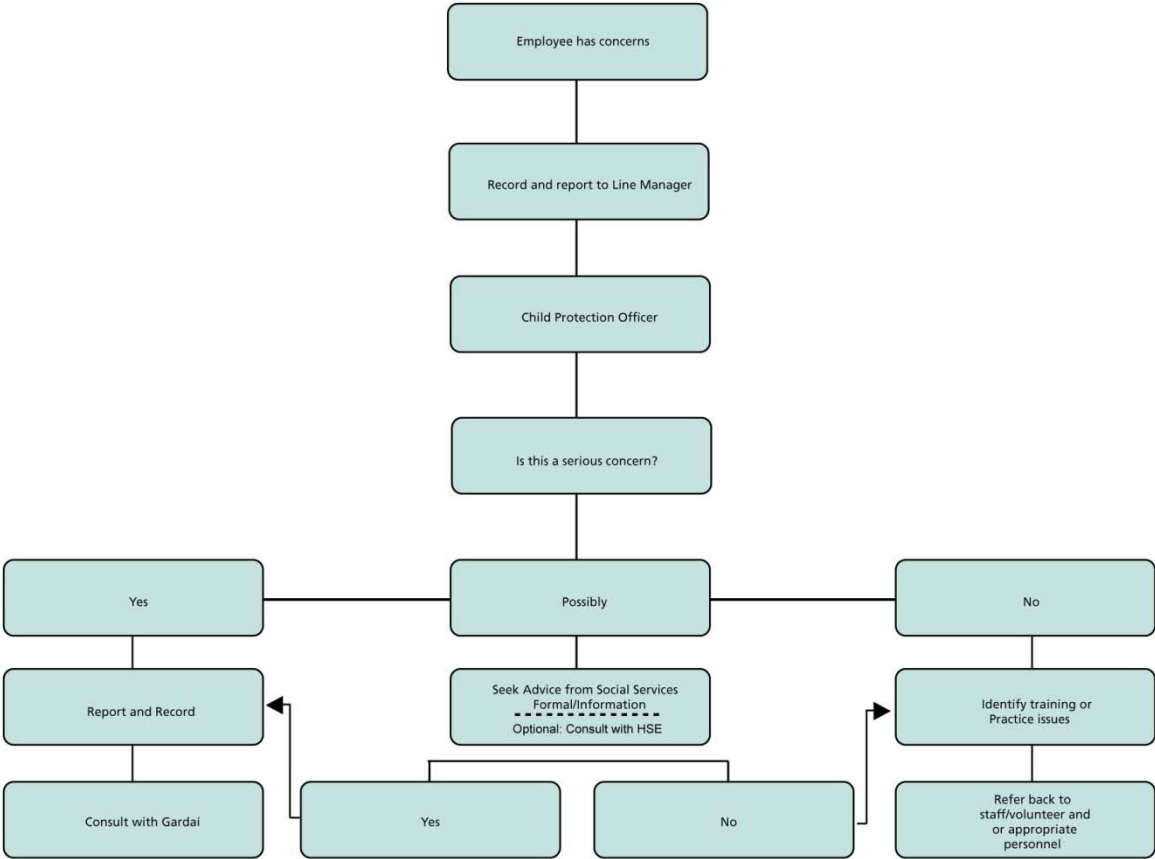 Employee has concerns
Record and report to Line Manager
Child Protection Officer
Is this a serious concern?
Yes
Possibly
No
Report and Record
Seek Advice from Social Services
Formal/Information
Optional: Consult with HSE
Identify training or
Practice issues
Consult with Gardaí
Yes
No
Refer back to
staff/volunteer and
or appropriate
personnel